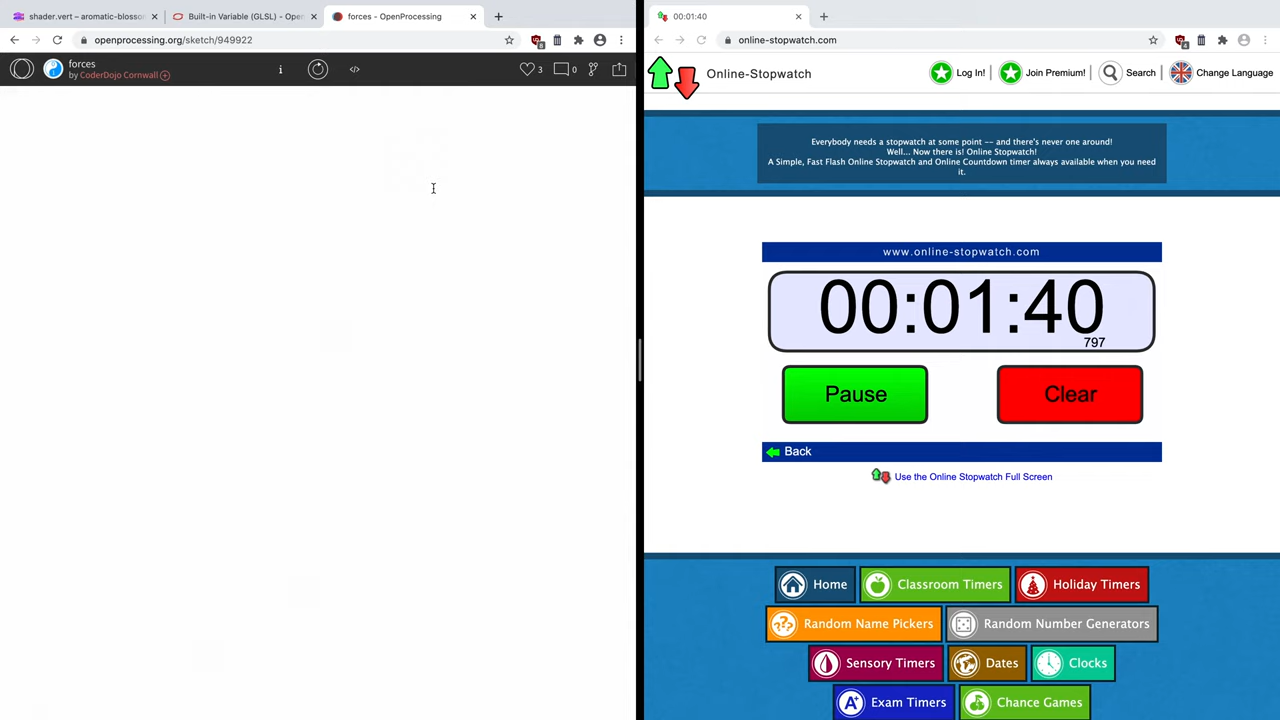 shader.vert – aromatic-blosso
Built-in Variable (GLSL) - Open
forces - OpenProcessing
openprocessing.org/sketch/949922
forces
by CoderDojo Cornwall
3
0
00:01:40
online-stopwatch.com
Online-Stopwatch
Log In!
Join Premium!
Search
Change Language
Everybody needs a stopwatch at some point -- and there's never one around!
Well... Now there is! Online Stopwatch!
A Simple, Fast Flash Online Stopwatch and Online Countdown timer always available when you need
it.
www.online-stopwatch.com
00:01:40
797
Pause
Clear
Back
Use the Online Stopwatch Full Screen
Home
Classroom Timers
Holiday Timers
Random Name Pickers
Random Number Generators
Sensory Timers
Dates
Clocks
Exam Timers
Chance Games